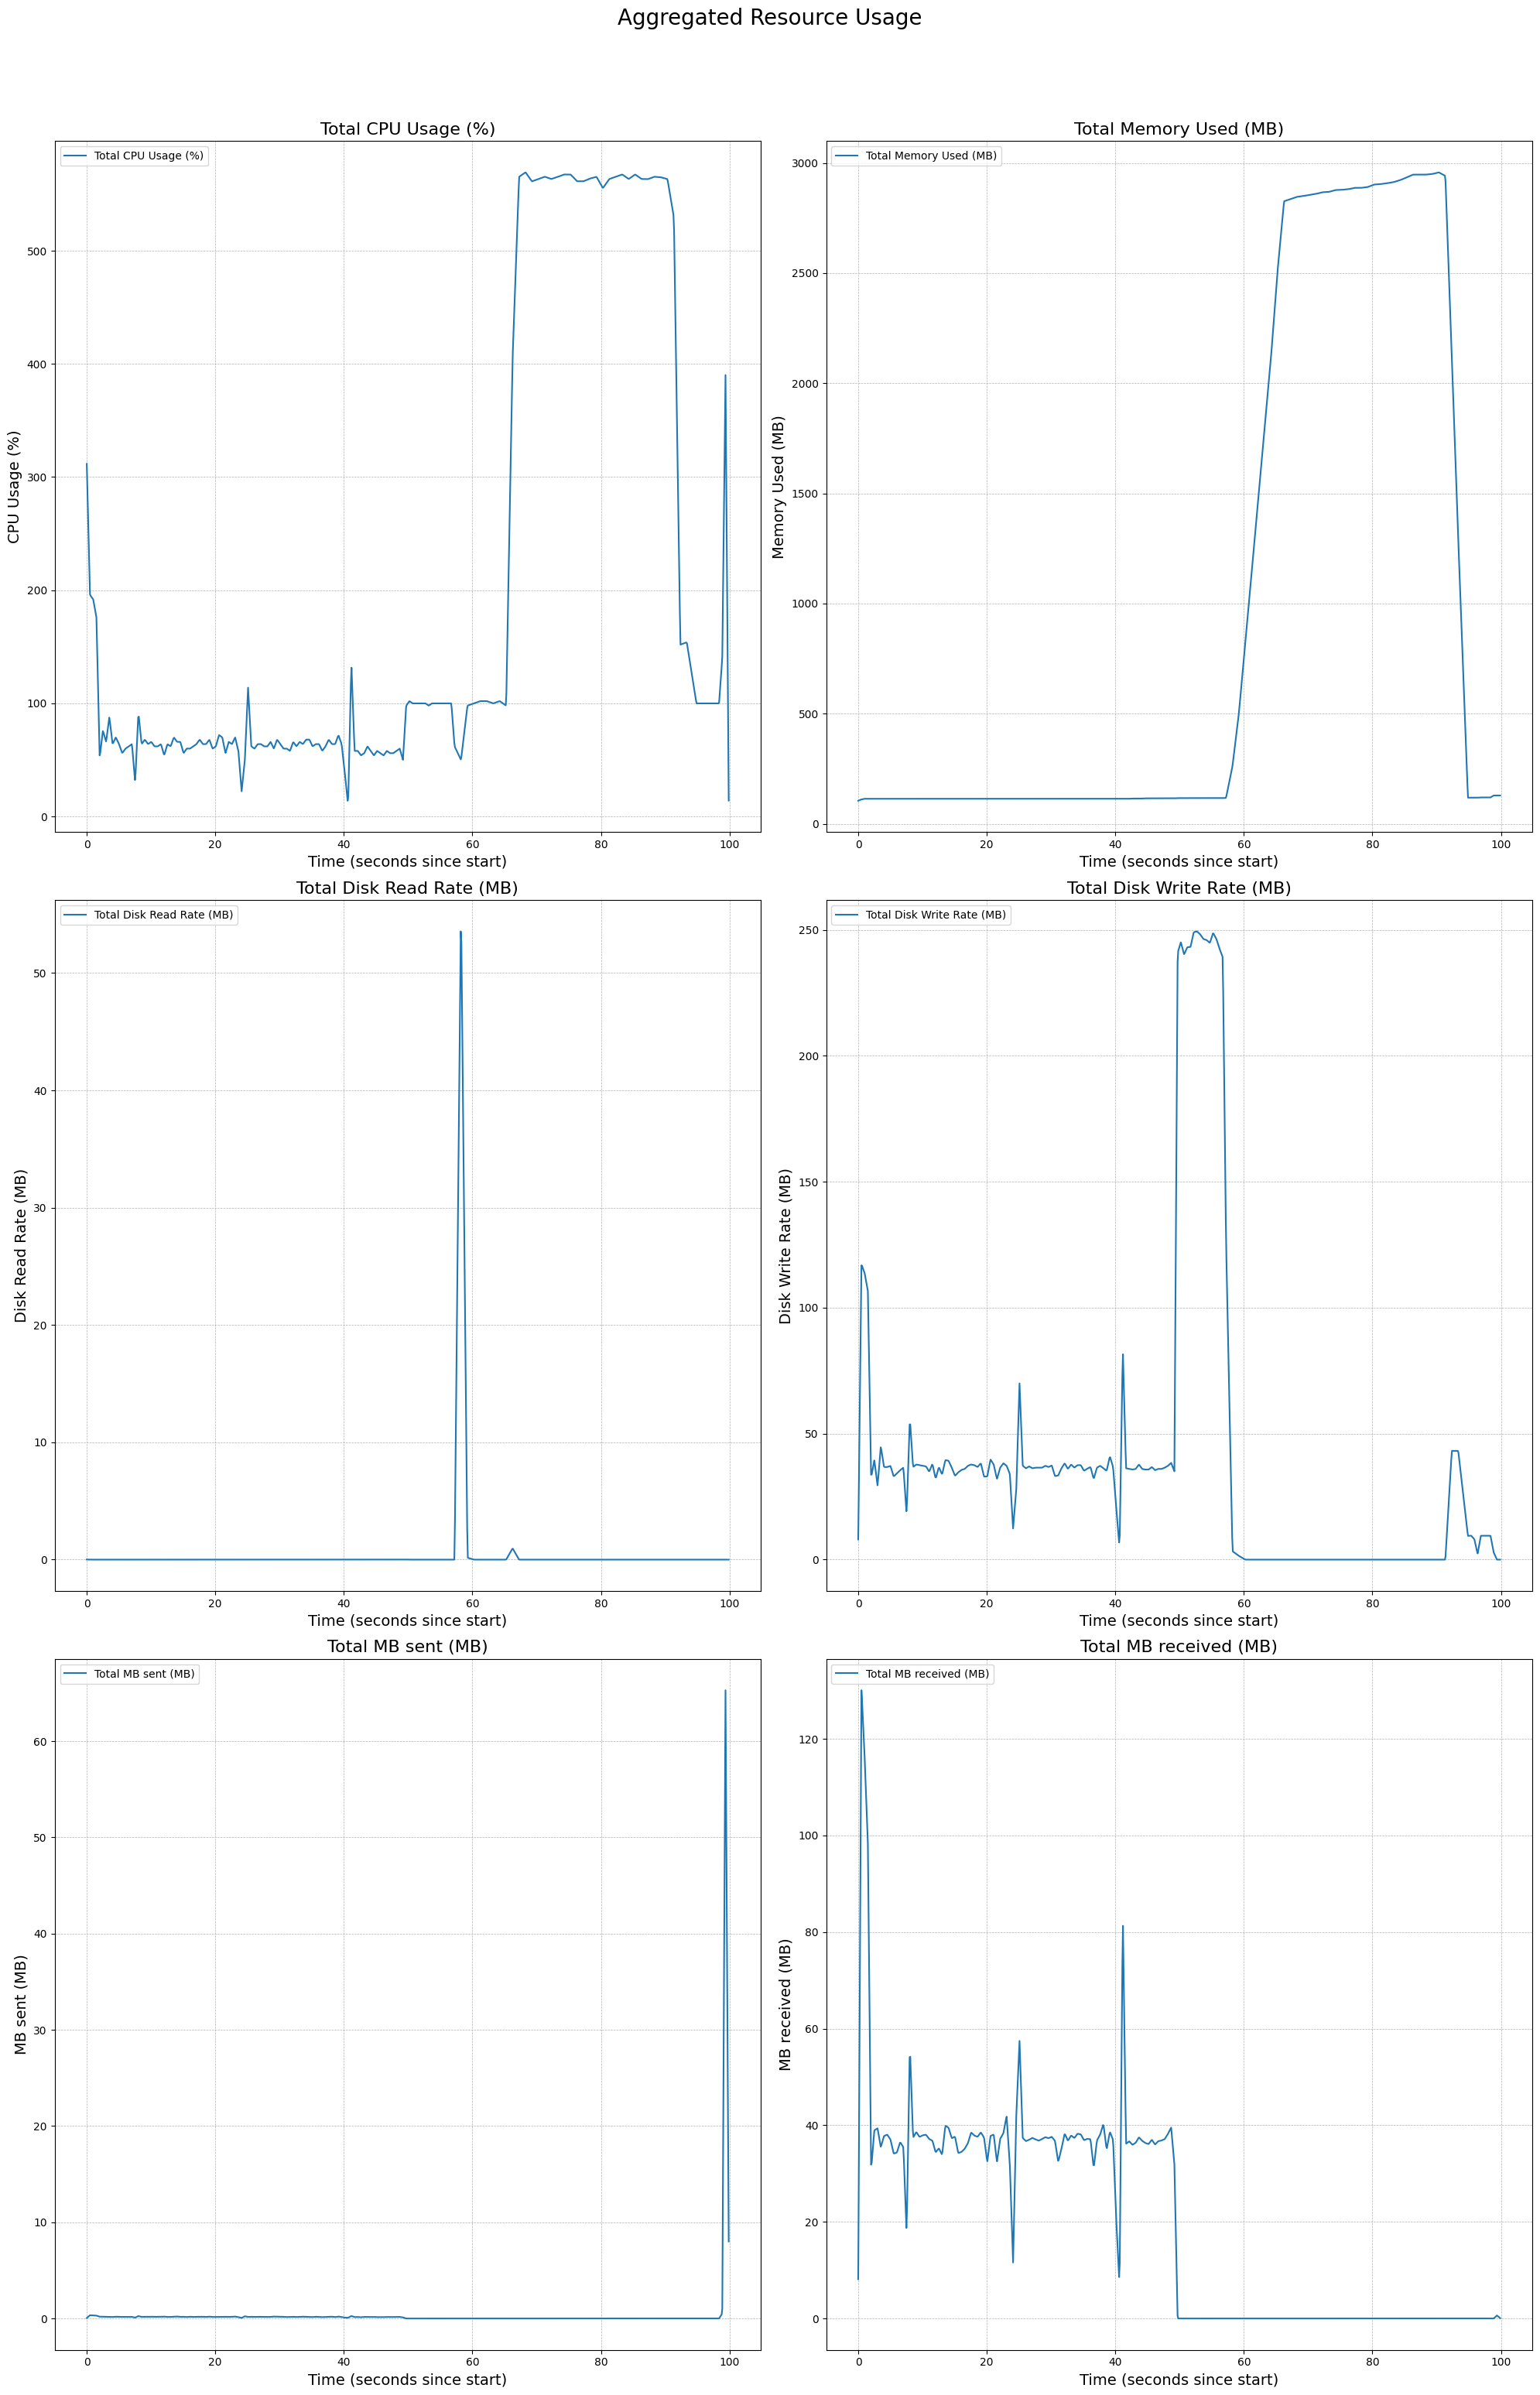 Aggregated Resource Usage
Total CPU Usage (%)
Total CPU Usage (%)
CPU Usage (%)
500
400
300
200
100
0
0 20 40 60 80 100
Time (seconds since start)
Total Memory Used (MB)
Total Memory Used (MB)
Memory Used (MB)
3000
2500
2000
1500
1000
500
0
0 20 40 60 80 100
Time (seconds since start)
Total Disk Read Rate (MB)
Total Disk Read Rate (MB)
Disk Read Rate (MB)
50
40
30
20
10
0
0 20 40 60 80 100
Time (seconds since start)
Total Disk Write Rate (MB)
Total Disk Write Rate (MB)
Disk Write Rate (MB)
250
200
150
100
50
0
0 20 40 60 80 100
Time (seconds since start)
Total MB sent (MB)
Total MB sent (MB)
MB sent (MB)
60
50
40
30
20
10
0
0 20 40 60 80 100
Time (seconds since start)
Total MB received (MB)
Total MB received (MB)
MB received (MB)
120
100
80
60
40
20
0
0 20 40 60 80 100
Time (seconds since start)